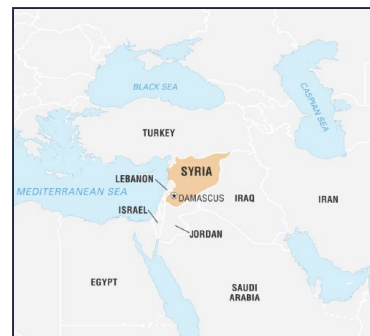 BLACK SEA
CASPIAN SEA
TURKEY
SYRIA
LEBANON
MEDITERRANEAN SEA
DAMASCUS
IRAQ
IRAN
ISRAEL
JORDAN
EGYPT
SAUDI
ARABIA